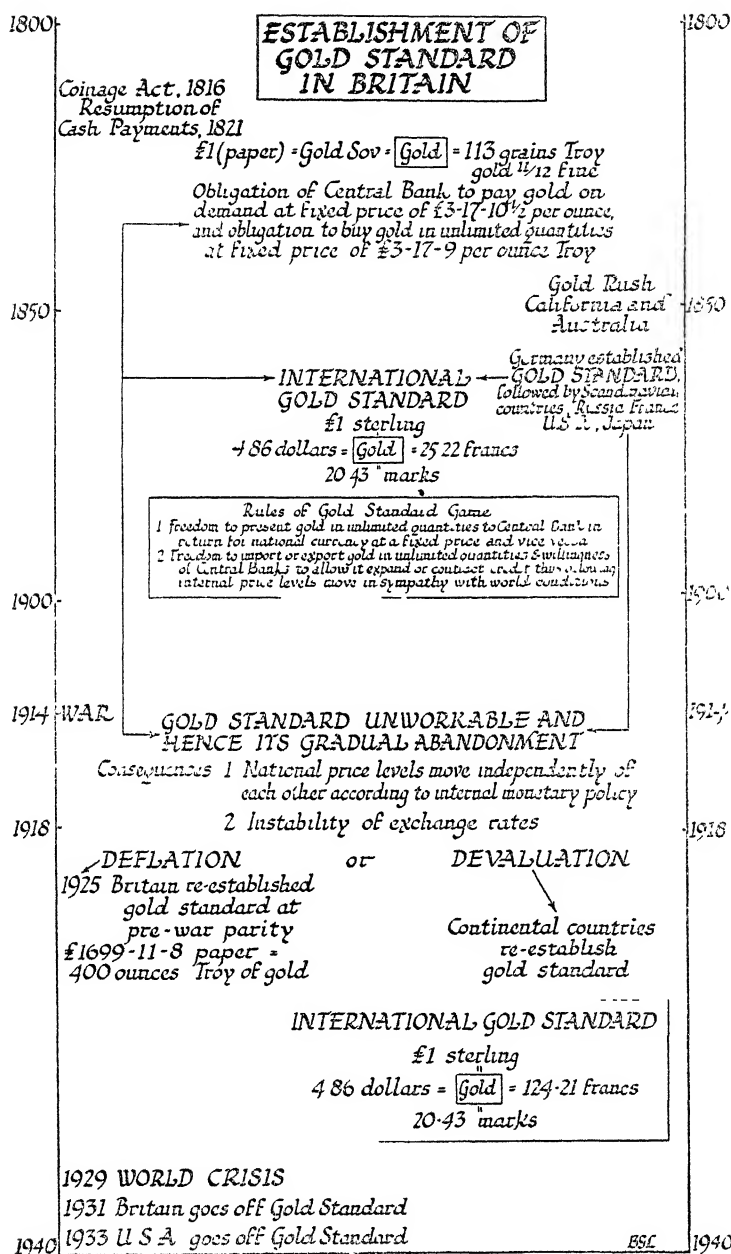 1800
1800
ESTABLISHMENT OF
GOLD STANDARD
IN BRITAIN
Coinage Act, 1816
Resumption of
Cash Payments, 1821
£1 (paper) = Gold Sov = Gold = 113 grains Troy
gold 11/12 fine
Obligation of Central Bank to pay gold on
demand at fixed price of £3-17-10½ per ounce,
and obligation to buy gold in unlimited quantities
at fixed price of £3-17-9 per ounce Troy
Gold Rush
California and
Australia
1850
1850
Germany established
GOLD STANDARD,
followed by Scandinavian
countries, Russia France
U.S.A, Japan
INTERNATIONAL
GOLD STANDARD
£1 sterling
4 86 dollars = Gold = 25 22 francs
20 43 marks
Rules of Gold Standard Game
1 Freedom to present gold in unlimited quantities to Central Bank in
return for national currency at a fixed price and vice versa
2 Freedom to import or export gold in unlimited quantities & willingness
of Central Banks to allow it expand or contract credit thus allowing
internal price levels move in sympathy with world conditions
1900
1900
1914 WAR
1914
GOLD STANDARD UNWORKABLE AND
HENCE ITS GRADUAL ABANDONMENT
Consequences 1 National price levels move independently of
each other according to internal monetary policy
2 Instability of exchange rates
1918
1918
DEFLATION or DEVALUATION
1925 Britain re-established
gold standard at
pre-war parity
£1699-11-8 paper =
400 ounces Troy of gold
Continental countries
re-establish
gold standard
INTERNATIONAL GOLD STANDARD
£1 sterling
4 86 dollars = Gold = 124·21 francs
20·43 marks
1929 WORLD CRISIS
1931 Britain goes off Gold Standard
1933 U S A goes off Gold Standard
1940
BSL
1940